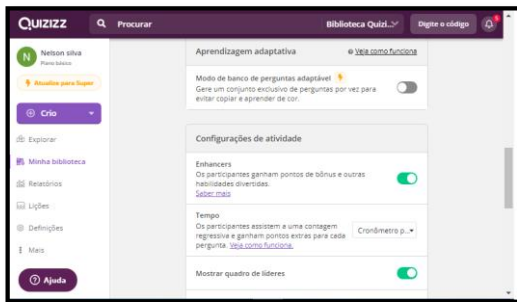 QUIZIZZ
Procurar
Biblioteca Quizi...
Digite o código
N
Nelson silva
Plano básico
Atualize para Super
Crio
Explorar
Minha biblioteca
Relatórios
Lições
Definições
Mais
Ajuda
Aprendizagem adaptativa
Veja como funciona
Modo de banco de perguntas adaptável
Gere um conjunto exclusivo de perguntas por vez para
evitar copiar e aprender de cor.
Configurações de atividade
Enhancers
Os participantes ganham pontos de bônus e outras
habilidades divertidas.
Saber mais
Tempo
Os participantes assistem a uma contagem
regressiva e ganham pontos extras para cada
pergunta. Veja como funciona.
Cronômetro p...
Mostrar quadro de líderes